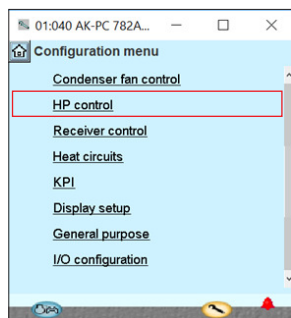 01:040 AK-PC 782A...
Configuration menu
Condenser fan control
HP control
Receiver control
Heat circuits
KPI
Display setup
General purpose
I/O configuration